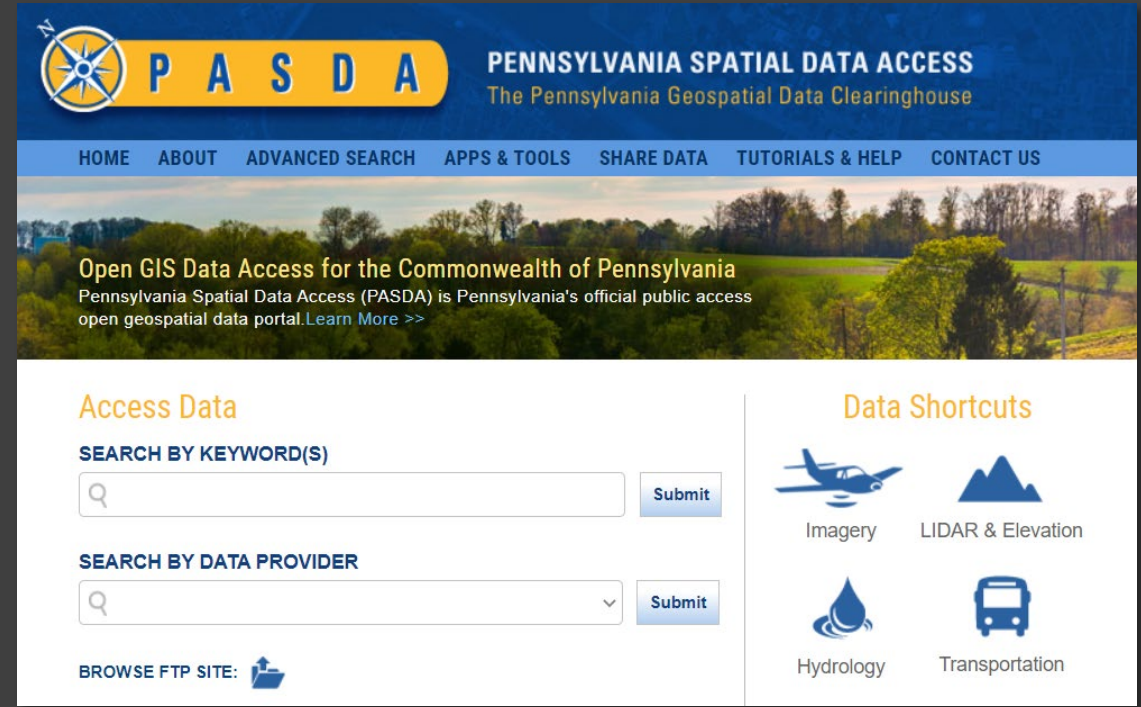 N
PASDA
PENNSYLVANIA SPATIAL DATA ACCESS
The Pennsylvania Geospatial Data Clearinghouse
HOME ABOUT ADVANCED SEARCH APPS & TOOLS SHARE DATA TUTORIALS & HELP CONTACT US
Open GIS Data Access for the Commonwealth of Pennsylvania
Pennsylvania Spatial Data Access (PASDA) is Pennsylvania's official public access
open geospatial data portal.Learn More >>
Access Data
SEARCH BY KEYWORD(S)
Submit
SEARCH BY DATA PROVIDER
Submit
BROWSE FTP SITE:
Data Shortcuts
Imagery
LIDAR & Elevation
Hydrology
Transportation